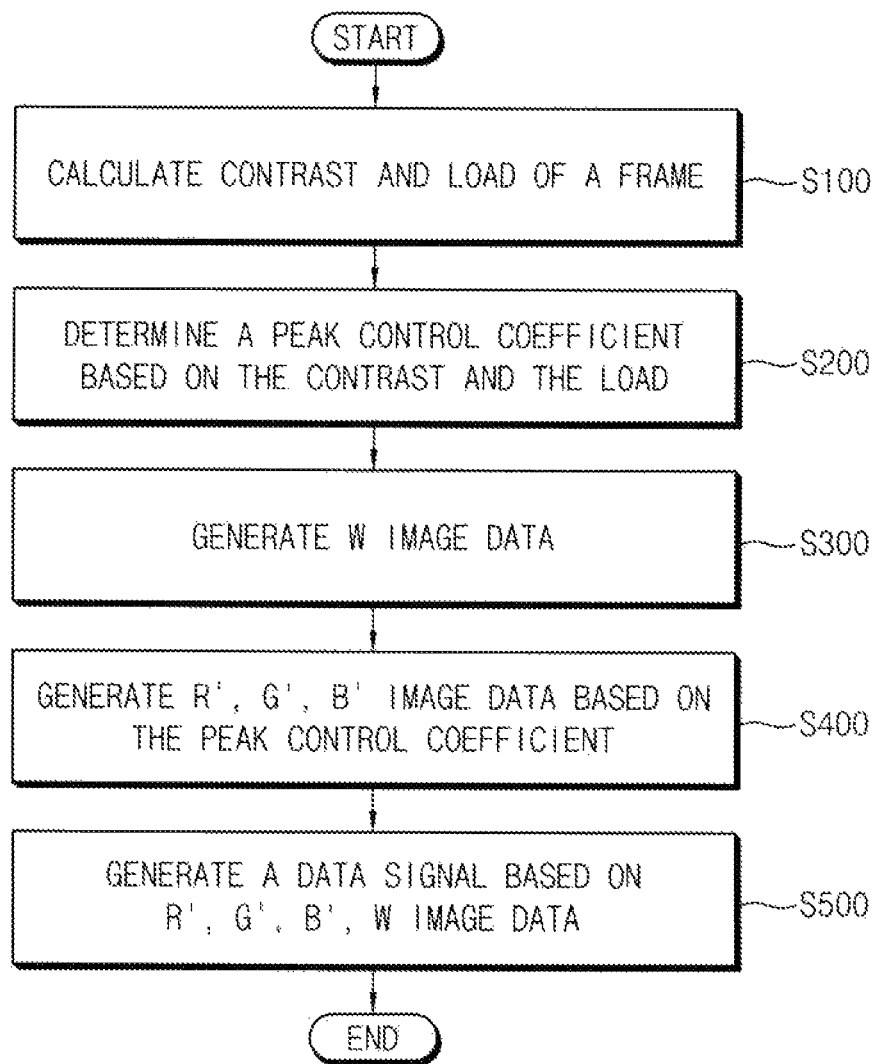 START
CALCULATE CONTRAST AND LOAD OF A FRAME
S100
DETERMINE A PEAK CONTROL COEFFICIENT
BASED ON THE CONTRAST AND THE LOAD
S200
GENERATE W IMAGE DATA
S300
GENERATE R', G', B' IMAGE DATA BASED ON
THE PEAK CONTROL COEFFICIENT
S400
GENERATE A DATA SIGNAL BASED ON
R', G', B', W IMAGE DATA
S500
END